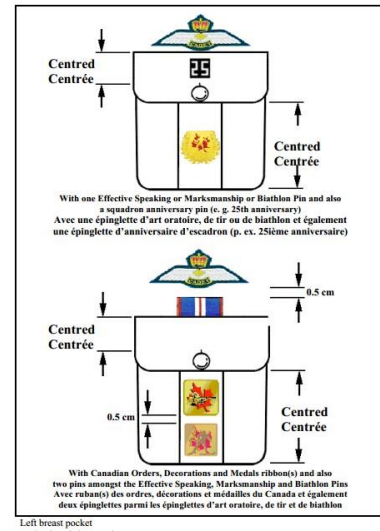 Centred
Centrée
25
Centred
Centrée
With one Effective Speaking or Marksmanship or Biathlon Pin and also
a squadron anniversary pin (e. g. 25th anniversary)
Avec une épinglette d'art oratoire, de tir ou de biathlon et également
une épinglette d'anniversaire d'escadron (p. ex. 25ième anniversaire)
0.5 cm
Centred
Centrée
0.5 cm
Centred
Centrée
With Canadian Orders, Decorations and Medals ribbon(s) and also
two pins amongst the Effective Speaking, Marksmanship and Biathlon Pins
Avec ruban(s) des ordres, décorations et médailles du Canada et également
deux épinglettes parmi les épinglettes d'art oratoire, de tir et de biathlon
Left breast pocket